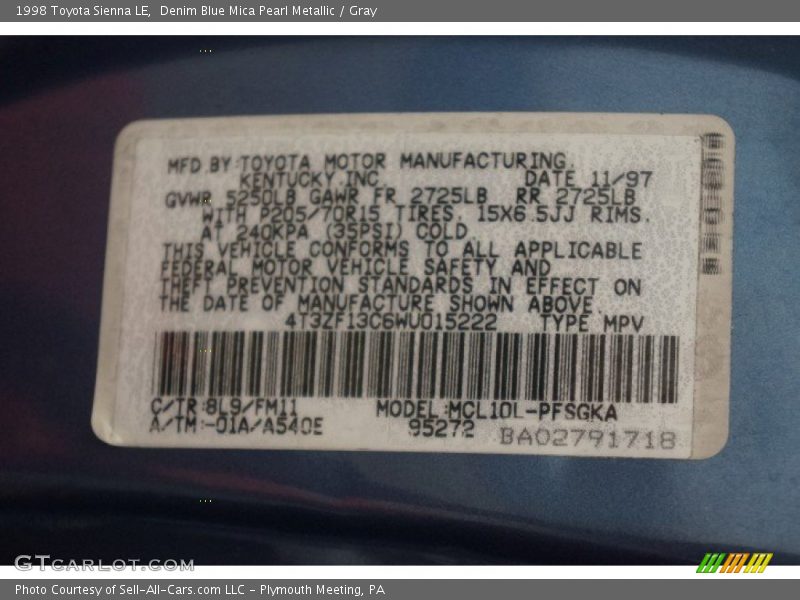 1998 Toyota Sienna LE, Denim Blue Mica Pearl Metallic / Gray
MFD.BY:TOYOTA MOTOR MANUFACTURING,
KENTUCKY,INC. DATE 11/97
GVWR 5250LB GAWR FR 2725LB RR 2725LB
WITH P205/70R15 TIRES, 15X6.5JJ RIMS,
AT 240KPA (35PSI) COLD
THIS VEHICLE CONFORMS TO ALL APPLICABLE
FEDERAL MOTOR VEHICLE SAFETY AND
THEFT PREVENTION STANDARDS IN EFFECT ON
THE DATE OF MANUFACTURE SHOWN ABOVE.
4T3ZF13C6WU015222 TYPE MPV
C/TR:8L9/FM11 MODEL:MCL10L-PFSGKA
A/TM:-01A/A540E 95272 BA02791718
GTCARLOT.COM
Photo Courtesy of Sell-All-Cars.com LLC - Plymouth Meeting, PA